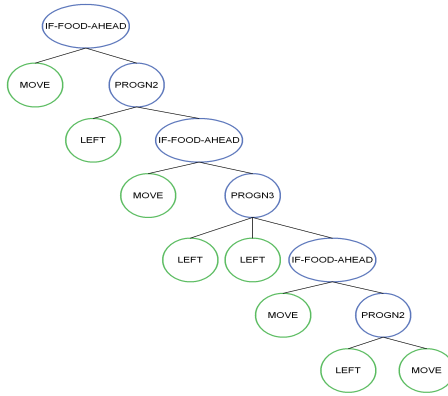 IF-FOOD-AHEAD
MOVE
PROGN2
LEFT
IF-FOOD-AHEAD
MOVE
PROGN3
LEFT
LEFT
IF-FOOD-AHEAD
MOVE
PROGN2
LEFT
MOVE